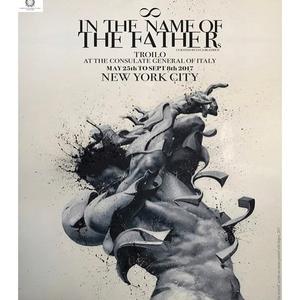 IN THE NAME OF
THE FATHERs
TROILO
AT THE CONSULATE GENERAL OF ITALY
MAY 25th TO SEPT 8th 2017
NEW YORK CITY